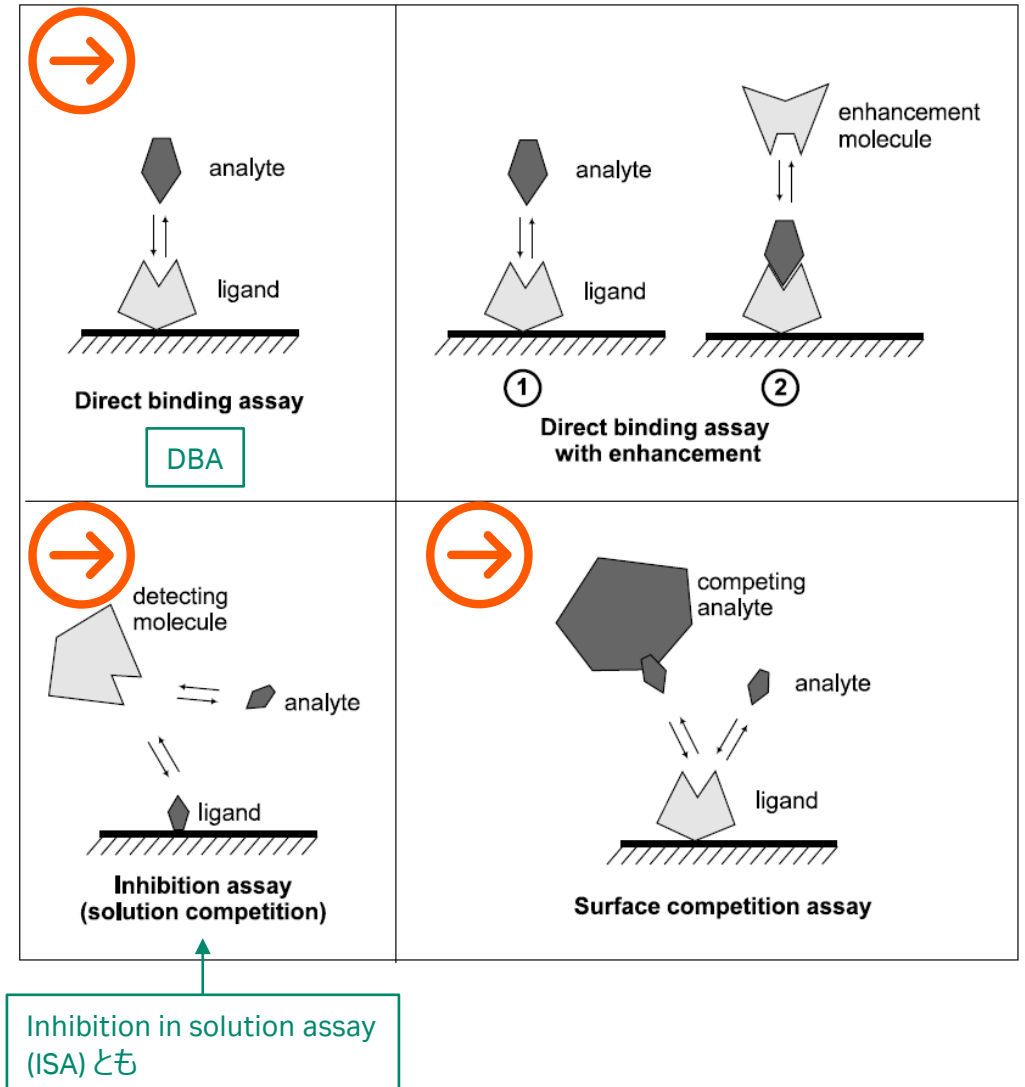 analyte
ligand
Direct binding assay
DBA
analyte
ligand
enhancement
molecule
①
②
Direct binding assay
with enhancement
detecting
molecule
analyte
ligand
Inhibition assay
(solution competition)
competing
analyte
analyte
ligand
Surface competition assay
Inhibition in solution assay
(ISA) とも